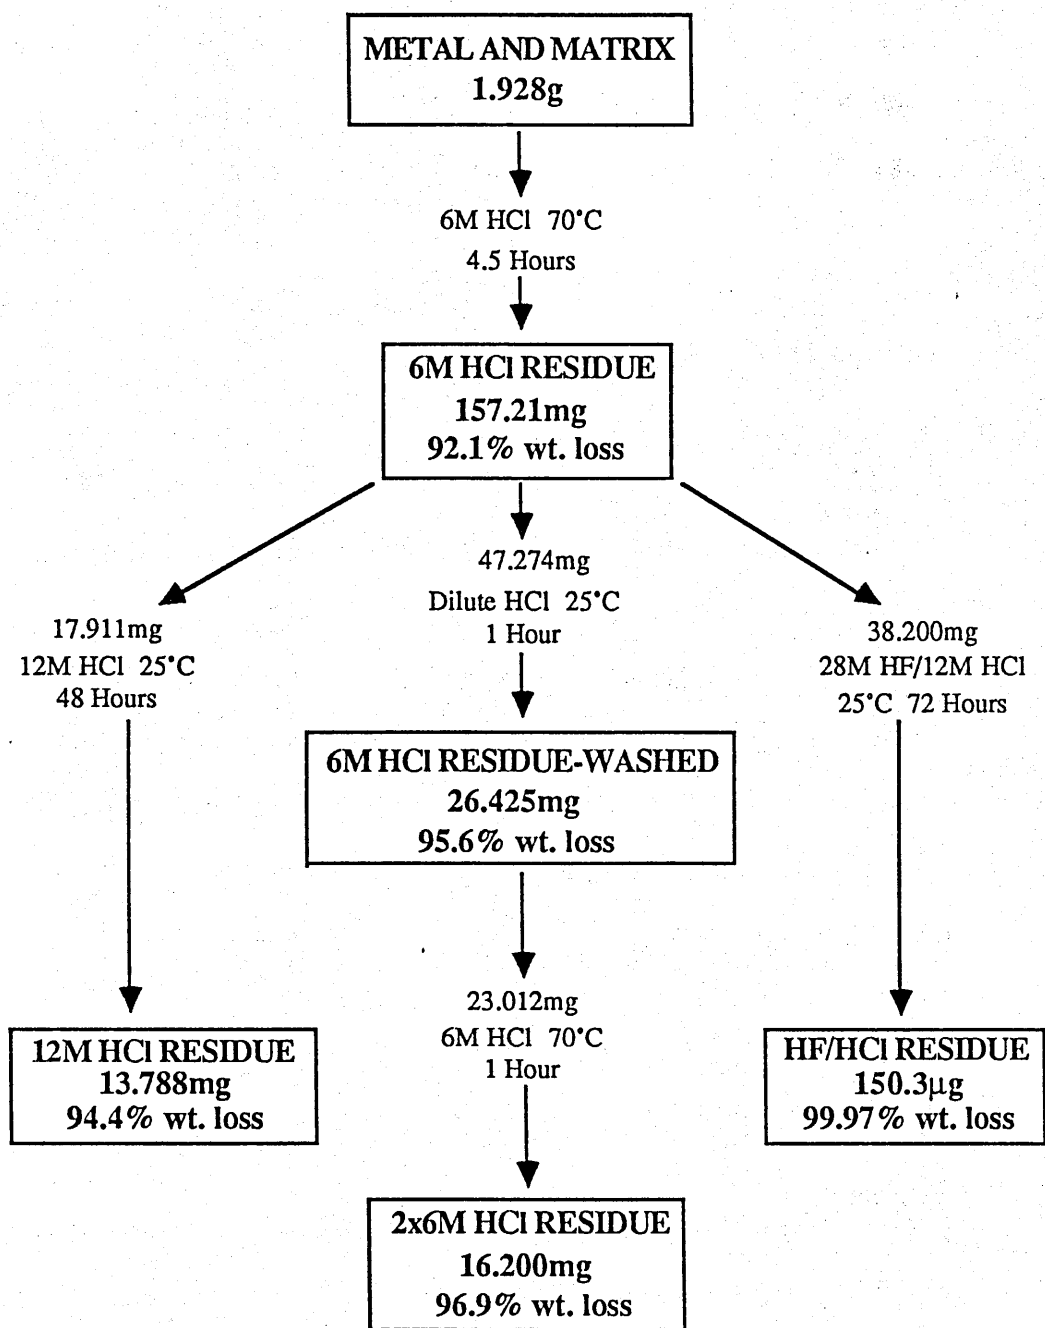 METAL AND MATRIX
1.928g
6M HCl 70°C
4.5 Hours
6M HCl RESIDUE
157.21mg
92.1% wt. loss
17.911mg
12M HCl 25°C
48 Hours
47.274mg
Dilute HCl 25°C
1 Hour
38.200mg
28M HF/12M HCl
25°C 72 Hours
6M HCl RESIDUE-WASHED
26.425mg
95.6% wt. loss
23.012mg
6M HCl 70°C
1 Hour
12M HCl RESIDUE
13.788mg
94.4% wt. loss
HF/HCl RESIDUE
150.3µg
99.97% wt. loss
2x6M HCl RESIDUE
16.200mg
96.9% wt. loss